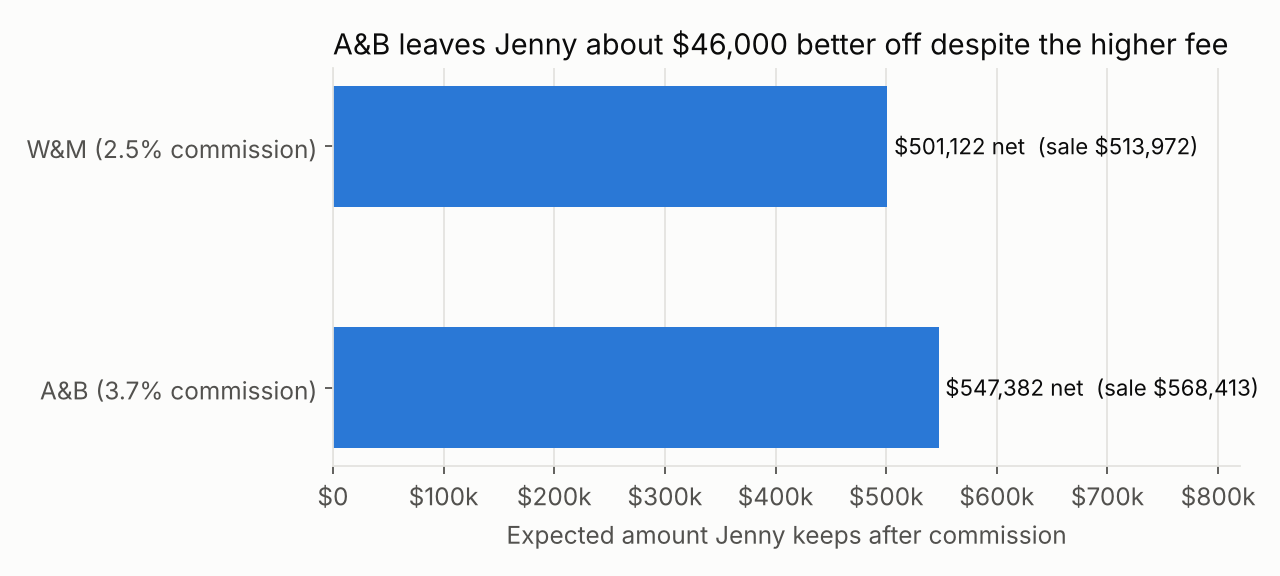 A&B leaves Jenny about $46,000 better off despite the higher fee
W&M (2.5% commission)
$501,122 net  (sale $513,972)
A&B (3.7% commission)
$547,382 net  (sale $568,413)
$0 $100k $200k $300k $400k $500k $600k $700k $800k
Expected amount Jenny keeps after commission